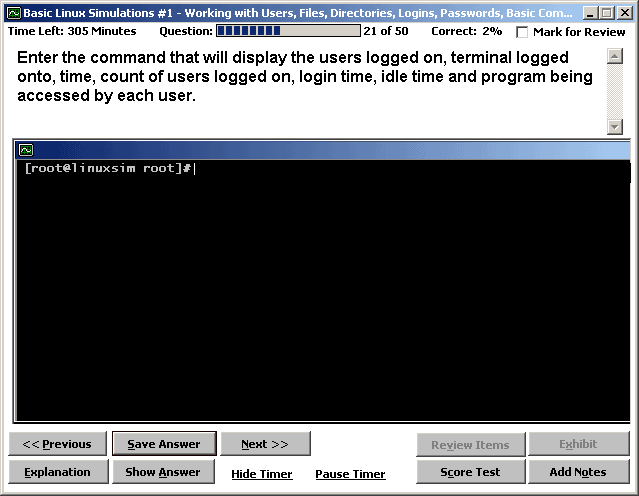 Basic Linux Simulations #1 - Working with Users, Files, Directories, Logins, Passwords, Basic Com...
Time Left: 305 Minutes Question: 21 of 50 Correct: 2% Mark for Review
Enter the command that will display the users logged on, terminal logged
onto, time, count of users logged on, login time, idle time and program being
accessed by each user.
[root@linuxsim root]#
<< Previous Save Answer Next >> Review Items Exhibit
Explanation Show Answer Hide Timer Pause Timer Score Test Add Notes